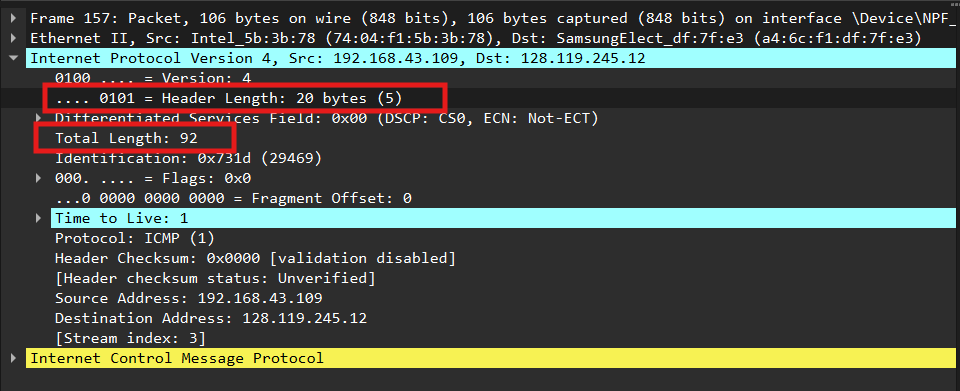 Frame 157: Packet, 106 bytes on wire (848 bits), 106 bytes captured (848 bits) on interface \Device\NPF_
Ethernet II, Src: Intel_5b:3b:78 (74:04:f1:5b:3b:78), Dst: SamsungElect_df:7f:e3 (a4:6c:f1:df:7f:e3)
Internet Protocol Version 4, Src: 192.168.43.109, Dst: 128.119.245.12
0100 .... = Version: 4
.... 0101 = Header Length: 20 bytes (5)
Differentiated Services Field: 0x00 (DSCP: CS0, ECN: Not-ECT)
Total Length: 92
Identification: 0x731d (29469)
000. .... = Flags: 0x0
...0 0000 0000 0000 = Fragment Offset: 0
Time to Live: 1
Protocol: ICMP (1)
Header Checksum: 0x0000 [validation disabled]
[Header checksum status: Unverified]
Source Address: 192.168.43.109
Destination Address: 128.119.245.12
[Stream index: 3]
Internet Control Message Protocol